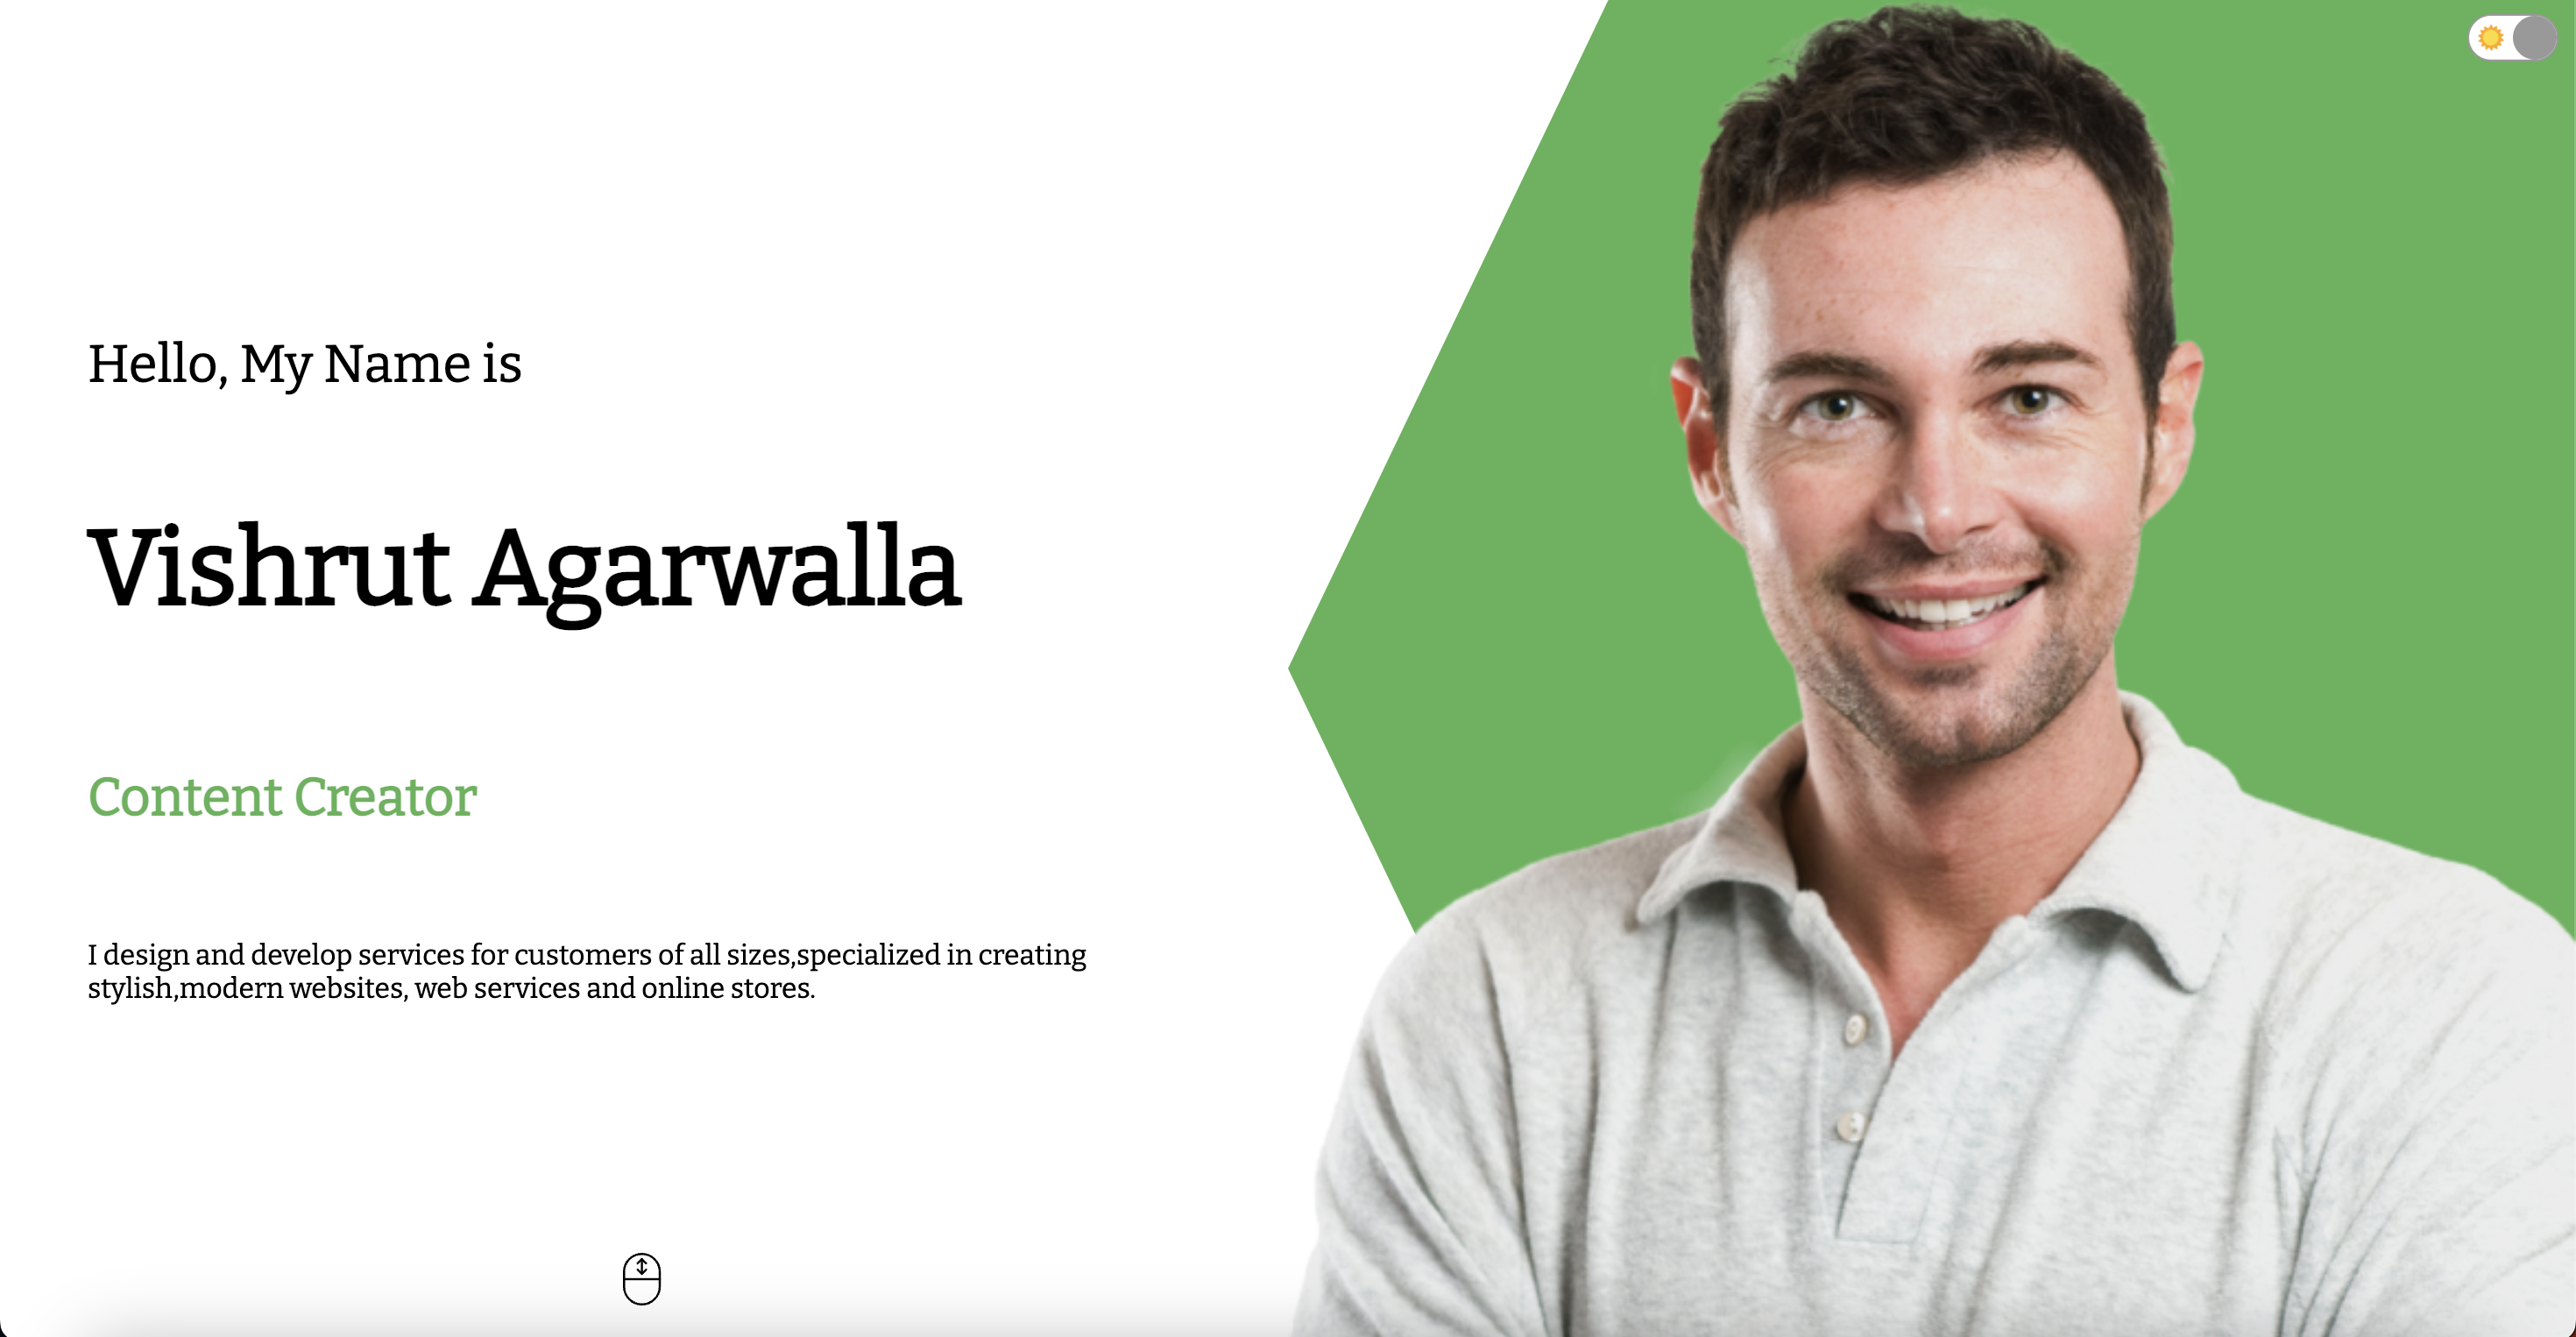 Hello, My Name is
Vishrut Agarwalla
Content Creator
I design and develop services for customers of all sizes,specialized in creating
stylish,modern websites, web services and online stores.